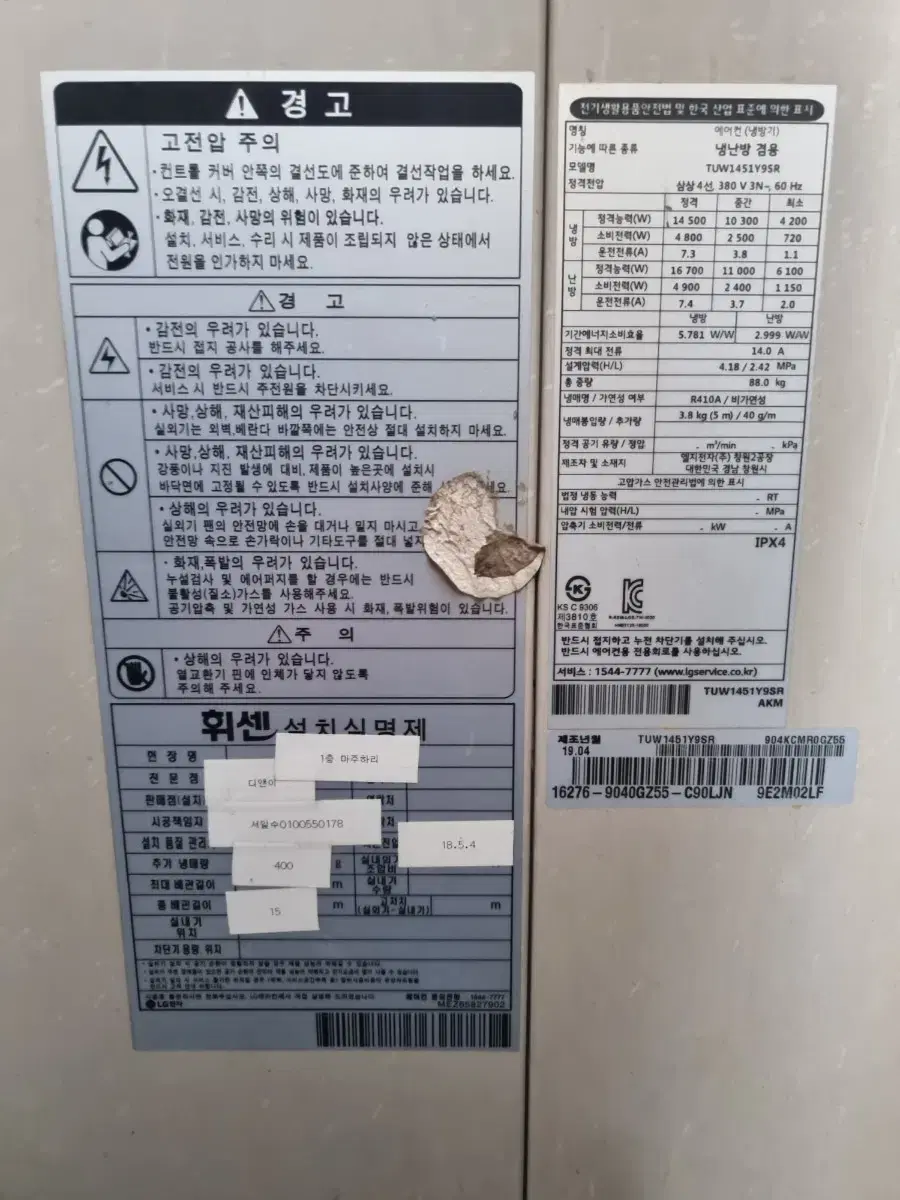 경 고
고전압 주의
·컨트롤 커버 안쪽의 결선도에 준하여 결선작업을 하세요.
·오결선 시, 감전, 상해, 사망, 화재의 우려가 있습니다.
·화재, 감전, 사망의 위험이 있습니다.
설치, 서비스, 수리 시 제품이 조립되지 않은 상태에서
전원을 인가하지 마세요.
경 고
·감전의 우려가 있습니다.
반드시 접지 공사를 해주세요.
·감전의 우려가 있습니다.
서비스 시 반드시 주전원을 차단시키세요.
·사망,상해, 재산피해의 우려가 있습니다.
실외기는 외벽,베란다 바깥쪽에는 안전상 절대 설치하지 마세요.
·사망,상해, 재산피해의 우려가 있습니다.
강풍이나 지진 발생에 대비, 제품이 높은곳에 설치시
바닥면에 고정될 수 있도록 반드시 설치사양에 준해
·상해의 우려가 있습니다.
실외기 팬의 안전망에 손을 대거나 밀지 마시고,
안전망 속으로 손가락이나 기타도구를 절대 넣지
·화재,폭발의 우려가 있습니다.
누설검사 및 에어퍼지를 할 경우에는 반드시
불활성(질소)가스를 사용해주세요.
공기압축 및 가연성 가스 사용 시 화재,폭발위험이 있습니다.
주 의
·상해의 우려가 있습니다.
열교환기 핀에 인체가 닿지 않도록
주의해 주세요.
휘센 설치실명제
현 장 명
1층 마주하리
전 문 점
디앤이
판매점(설치
시공책임자
서일수0100550178
설치 품질 관리
18.5.4
추가 냉매량
400
g
실내외기
조합비
최대 배관길이
m
실내기
수량
총 배관길이
15
m
고저차
(실외기-실내기)
m
실내기
위치
차단기용량 위치
1544-7777
LG전자
MEZ65827902
전기생활용품안전법 및 한국 산업 표준에 의한 표시
명칭 에어컨 (냉방기)
기능에 따른 종류 냉난방 겸용
모델명 TUW1451Y9SR
정격전압 삼상 4선, 380 V 3N~, 60 Hz
정격 중간 최소
냉방
정격능력(W) 14 500 10 300 4 200
소비전력(W) 4 800 2 500 720
운전전류(A) 7.3 3.8 1.1
난방
정격능력(W) 16 700 11 000 6 100
소비전력(W) 4 900 2 400 1 150
운전전류(A) 7.4 3.7 2.0
냉방 난방
기간에너지소비효율 5.781 W/W 2.999 W/W
정격 최대 전류 14.0 A
설계압력(H/L) 4.18 / 2.42 MPa
총 중량 88.0 kg
냉매명 / 가연성 여부 R410A / 비가연성
냉매봉입량 / 추가량 3.8 kg (5 m) / 40 g/m
정격 공기 유량 / 정압 - m³/min - kPa
제조자 및 소재지 엘지전자(주) 창원2공장
대한민국 경남 창원시
고압가스 안전관리법에 의한 표시
법정 냉동 능력 - RT
내압 시험 압력(H/L) - MPa
압축기 소비전력/전류 - kW - A
IPX4
KS C 9306
제3810호
한국표준협회
반드시 접지하고 누전 차단기를 설치해 주십시오.
반드시 에어컨용 전용회로를 사용하십시오.
서비스 : 1544-7777 (www.lgservice.co.kr)
TUW1451Y9SR
AKM
제조년월 TUW1451Y9SR 904KCMR0GZ55
19.04
16276-9040GZ55-C90LJN 9E2M02LF